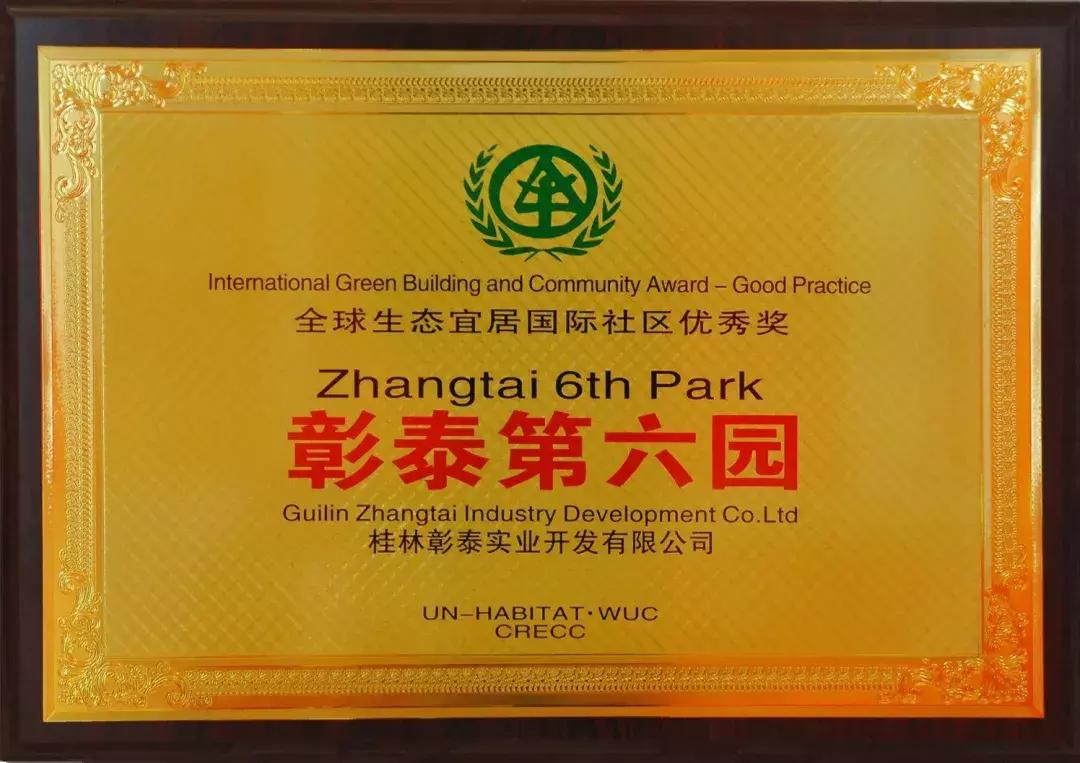 International Green Building and Community Award – Good Practice
全球生态宜居国际社区优秀奖
Zhangtai 6th Park
彰泰第六园
Guilin Zhangtai Industry Development Co.Ltd
桂林彰泰实业开发有限公司
UN–HABITAT·WUC
CRECC